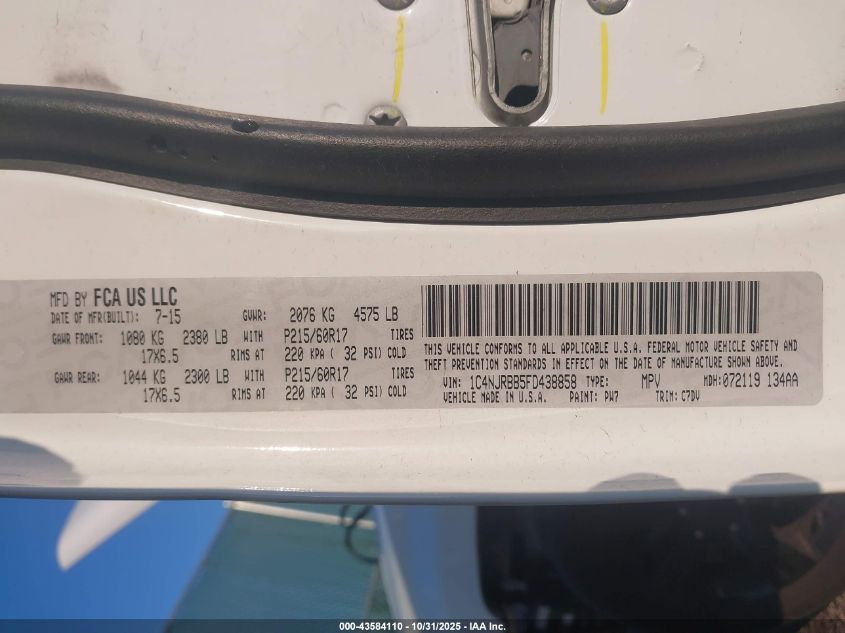 MFD BY FCA US LLC
DATE OF MFR(BUILT): 7-15 GVWR: 2076 KG 4575 LB
GAWR FRONT: 1080 KG 2380 LB WITH P215/60R17 TIRES
17X6.5 RIMS AT 220 KPA ( 32 PSI) COLD
GAWR REAR: 1044 KG 2300 LB WITH P215/60R17 TIRES
17X6.5 RIMS AT 220 KPA ( 32 PSI) COLD
THIS VEHICLE CONFORMS TO ALL APPLICABLE U.S.A. FEDERAL MOTOR VEHICLE SAFETY AND
THEFT PREVENTION STANDARDS IN EFFECT ON THE DATE OF MANUFACTURE SHOWN ABOVE.
VIN: 1C4NJRBB5FD438858 TYPE: MPV MDH: 072119 134AA
VEHICLE MADE IN U.S.A. PAINT: PW7 TRIM: C7DV
000-43584110 - 10/31/2025 - IAA Inc.